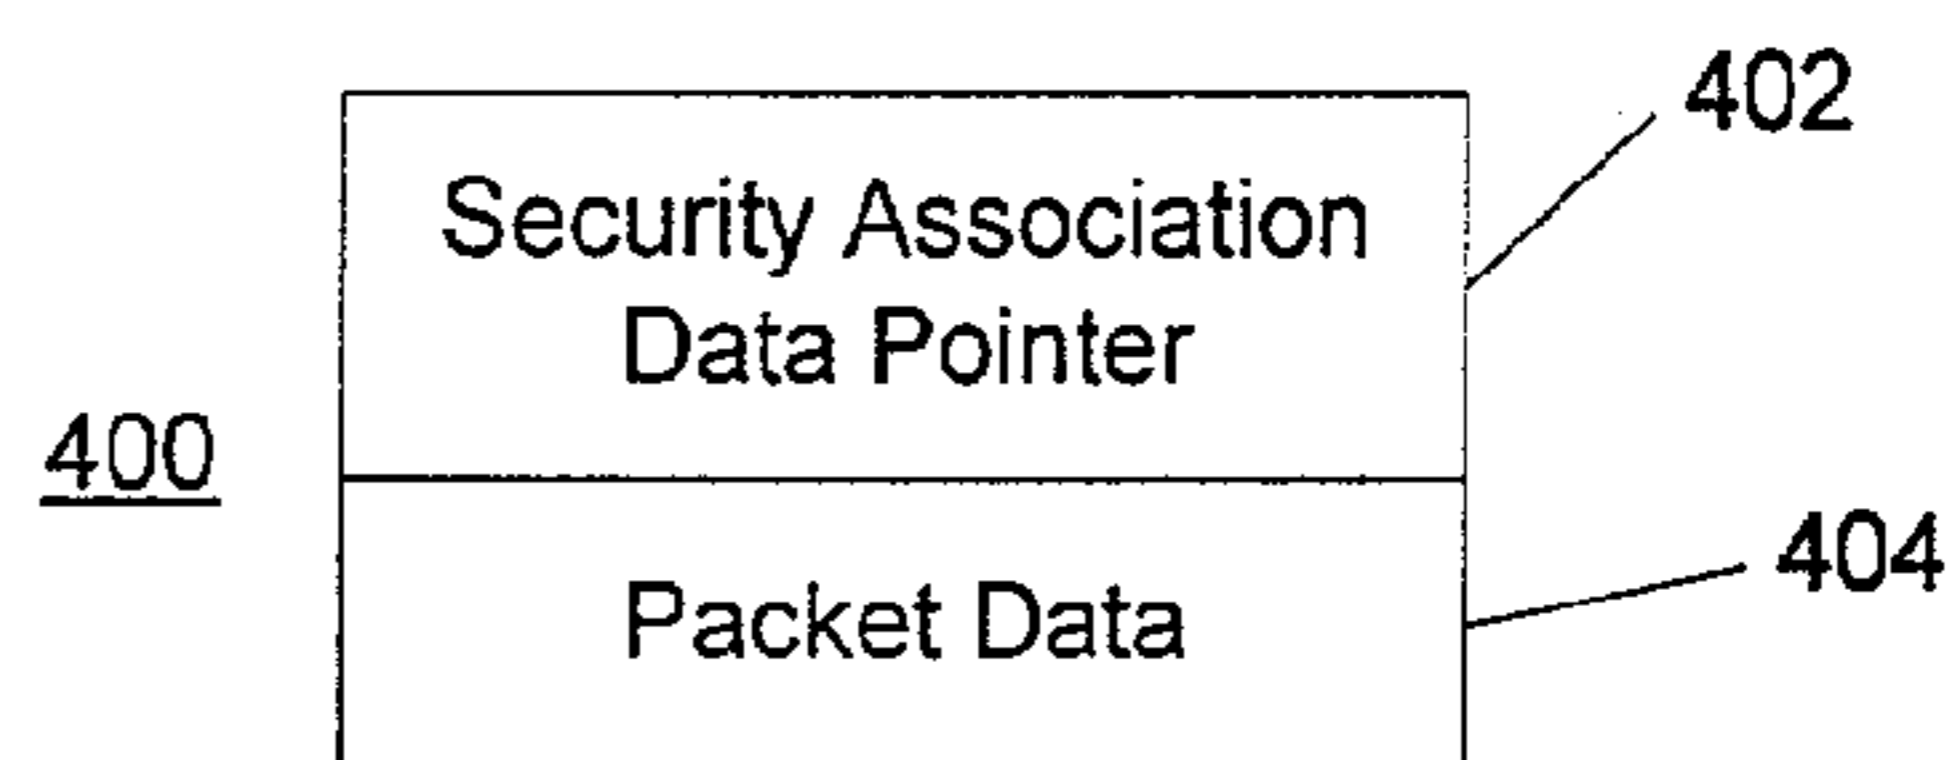 402
Security Association
Data Pointer
400
404
Packet Data